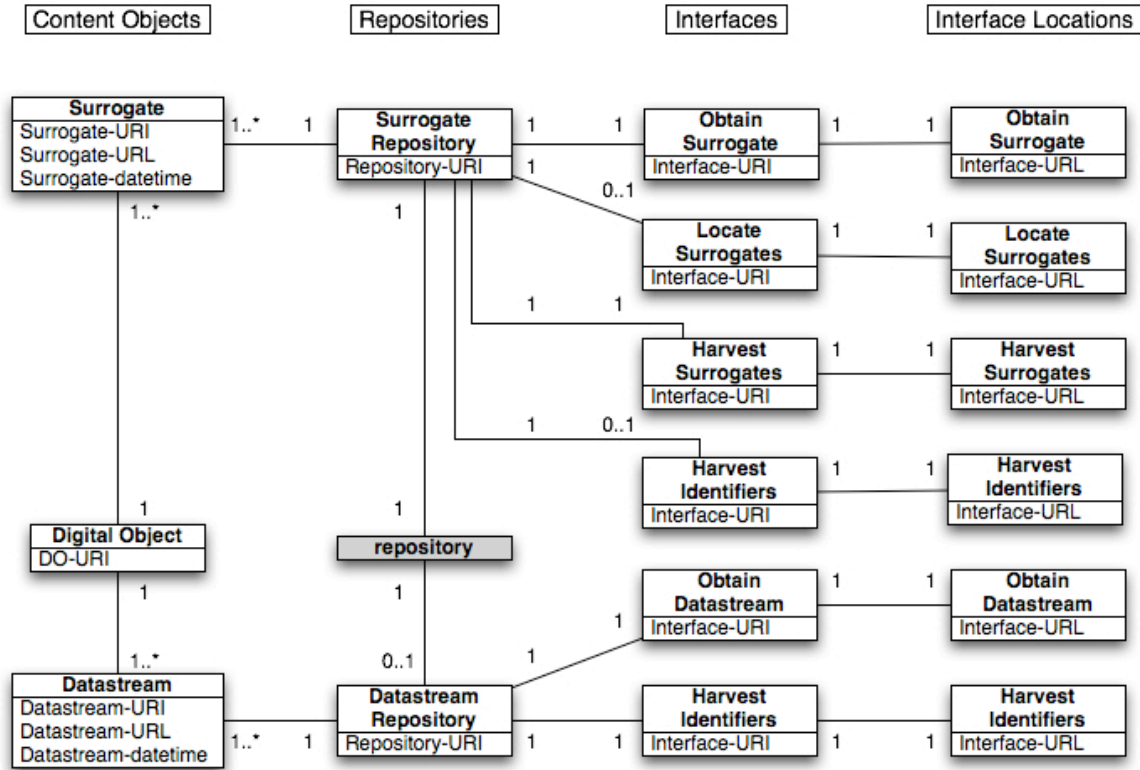 Content Objects
Repositories
Interfaces
Interface Locations
Surrogate
Surrogate-URI
Surrogate-URL
Surrogate-datetime
1..*
1
Surrogate
Repository
Repository-URI
1
1
Obtain
Surrogate
Interface-URI
1
1
Obtain
Surrogate
Interface-URL
1
0..1
1..*
1
Locate
Surrogates
Interface-URI
1
1
Locate
Surrogates
Interface-URL
1
1
Harvest
Surrogates
Interface-URI
1
1
Harvest
Surrogates
Interface-URL
1
0..1
Harvest
Identifiers
Interface-URI
1
1
Harvest
Identifiers
Interface-URL
1
Digital Object
DO-URI
1
1
repository
1
1..*
0..1
1
1
Obtain
Datastream
Interface-URI
1
1
Obtain
Datastream
Interface-URL
Datastream
Datastream-URI
Datastream-URL
Datastream-datetime
1..*
1
Datastream
Repository
Repository-URI
1
1
Harvest
Identifiers
Interface-URI
1
1
Harvest
Identifiers
Interface-URL